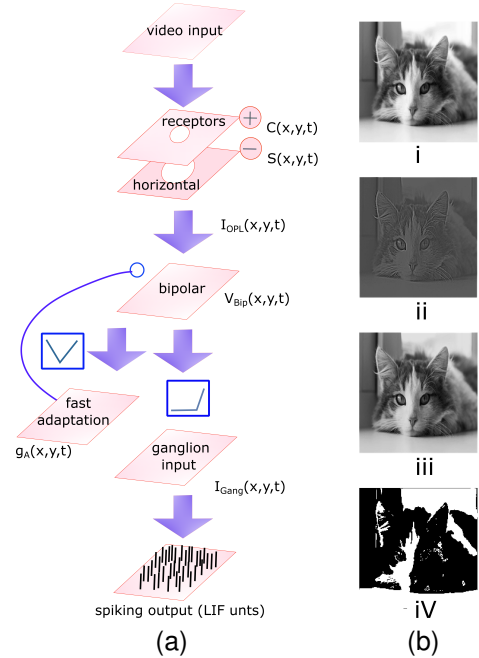 video input
receptors
+
C(x,y,t)
−
S(x,y,t)
horizontal
I_OPL(x,y,t)
bipolar
V_Bip(x,y,t)
fast
adaptation
g_A(x,y,t)
ganglion
input
I_Gang(x,y,t)
spiking output (LIF unts)
(a)
i
ii
iii
iV
(b)